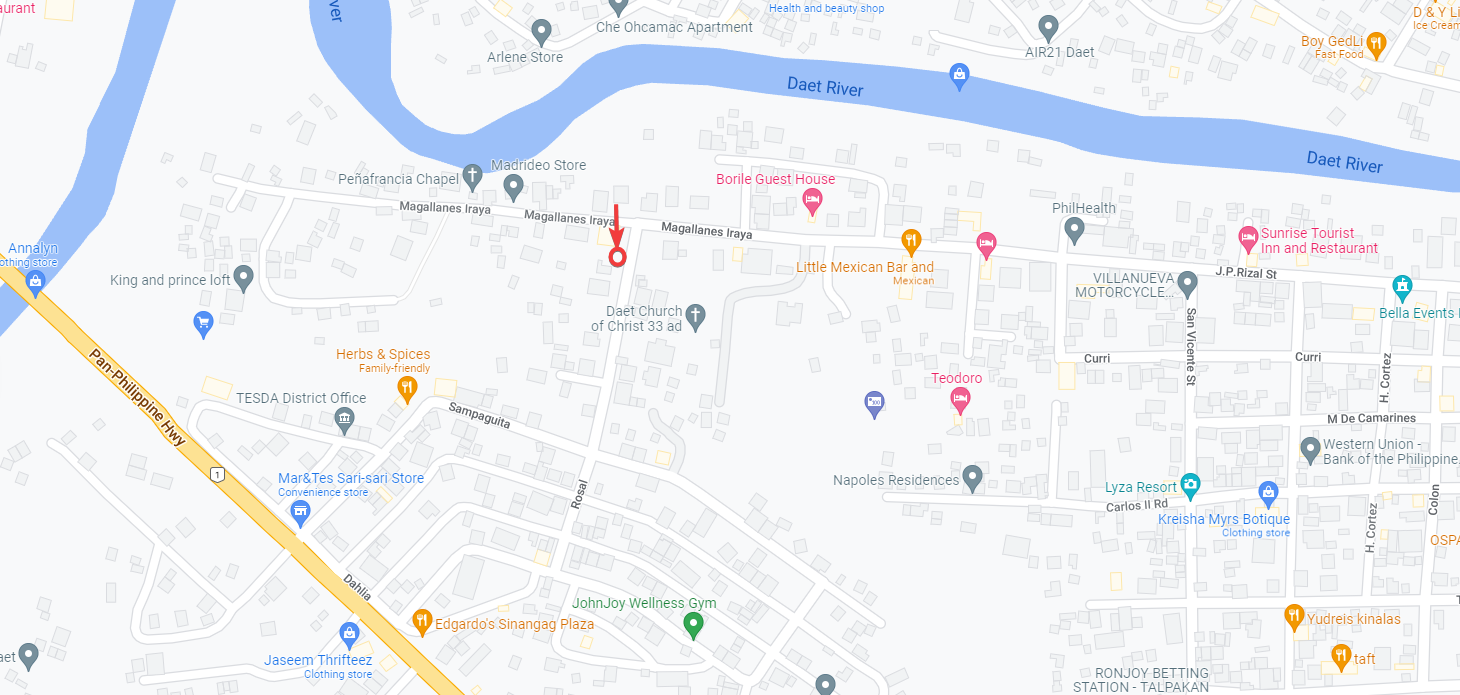 aurant
River
Health and beauty shop
Che Ohcamac Apartment
Arlene Store
AIR21 Daet
D & Y Li
Ice Cream
Boy GedLi
Fast Food
Daet River
Daet River
Madrideo Store
Peñafrancia Chapel
Magallanes Iraya
Magallanes Iraya
Magallanes Iraya
Borile Guest House
PhilHealth
Sunrise Tourist
Inn and Restaurant
J.P.Rizal St
Annalyn
othing store
King and prince loft
Little Mexican Bar and
Mexican
VILLANUEVA
MOTORCYCLE...
Bella Events
Daet Church
of Christ 33 ad
San Vicente St
Curri
Curri
Herbs & Spices
Family-friendly
Pan-Philippine Hwy
TESDA District Office
Sampaguita
Teodoro
H. Cortez
M De Camarines
Western Union -
Bank of the Philippine...
1
Mar&Tes Sari-sari Store
Convenience store
Rosal
Napoles Residences
Lyza Resort
Carlos II Rd
Kreisha Myrs Botique
Clothing store
H. Cortez
Colon
OSPA
Dahlia
JohnJoy Wellness Gym
Edgardo's Sinangag Plaza
Yudreis kinalas
taft
aet
Jaseem Thrifteez
Clothing store
RONJOY BETTING
STATION - TALPAKAN